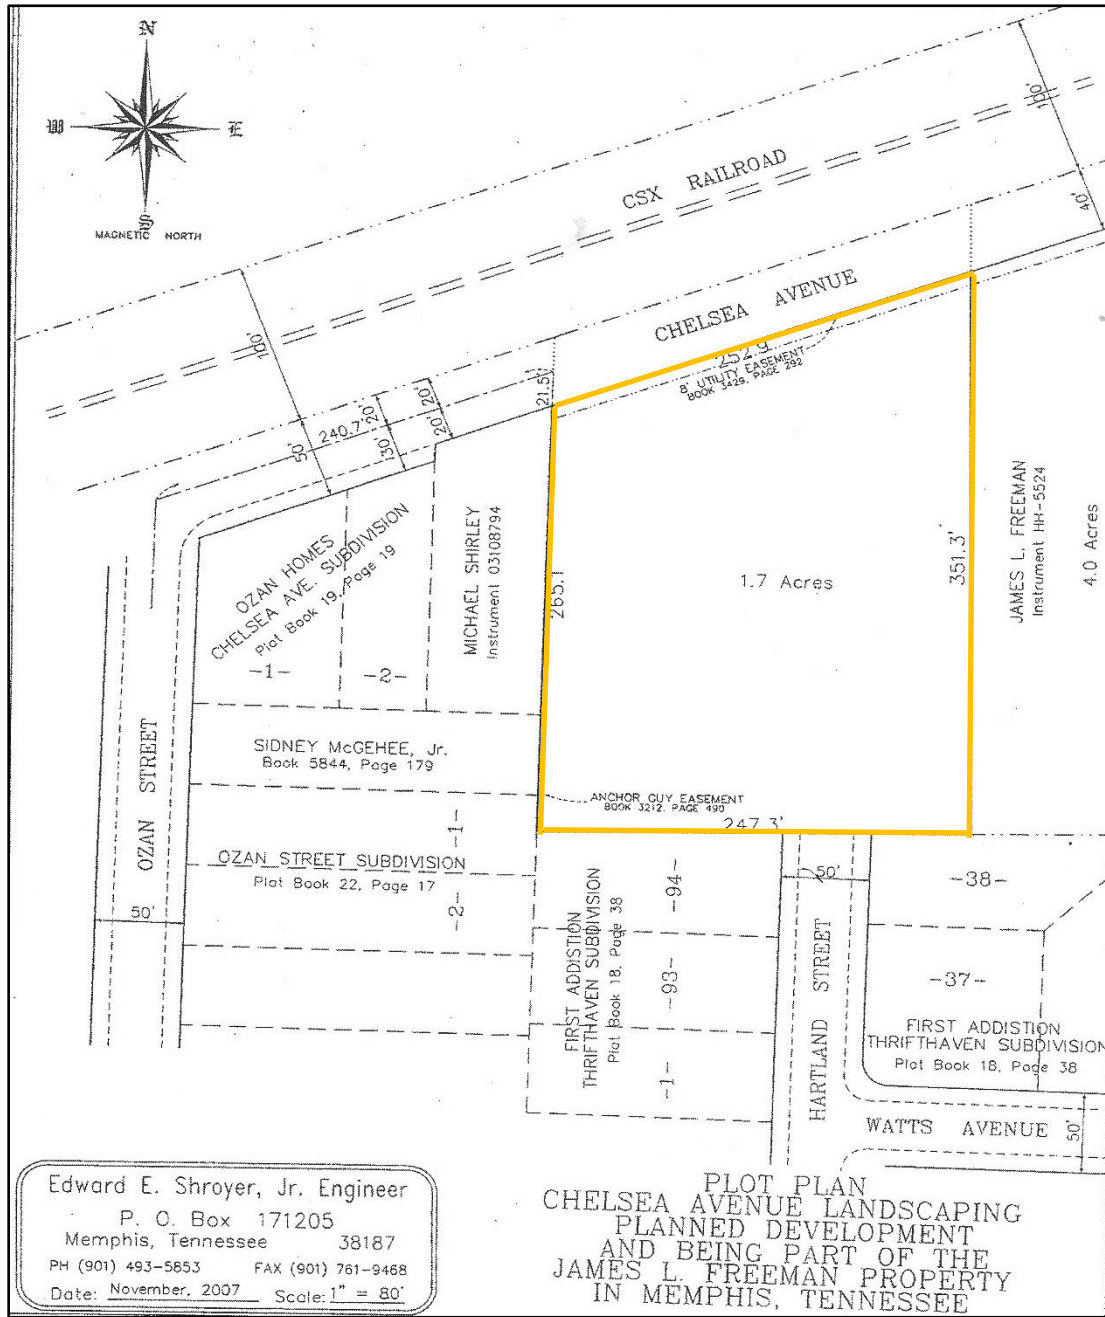 N
W
E
S
MAGNETIC NORTH
CSX RAILROAD
100'
40'
CHELSEA AVENUE
100'
21.5'
252.9
8' UTILITY EASEMENT
BOOK 3429, PAGE 292
20'
20'
240.7'
20'
30'
50'
OZAN HOMES
CHELSEA AVE. SUBDIVISION
Plat Book 19, Page 19
-1-
-2-
MICHAEL SHIRLEY
Instrument 03108794
265.1
1.7 Acres
351.3'
JAMES L. FREEMAN
Instrument HH-5524
4.0 Acres
OZAN STREET
50'
SIDNEY McGEHEE, Jr.
Book 5844, Page 179
ANCHOR GUY EASEMENT
BOOK 3212, PAGE 490
247.3'
-1-
OZAN STREET SUBDIVISION
Plat Book 22, Page 17
-2-
FIRST ADDISTION
THRIFTHAVEN SUBDIVISION
Plat Book 18, Page 38
-94-
-93-
-1-
50'
HARTLAND STREET
-38-
-37-
FIRST ADDISTION
THRIFTHAVEN SUBDIVISION
Plat Book 18, Page 38
WATTS AVENUE
50'
Edward E. Shroyer, Jr. Engineer
P. O. Box 171205
Memphis, Tennessee 38187
PH (901) 493-5853 FAX (901) 761-9468
Date: November, 2007 Scale: 1" = 80'
PLOT PLAN
CHELSEA AVENUE LANDSCAPING
PLANNED DEVELOPMENT
AND BEING PART OF THE
JAMES L. FREEMAN PROPERTY
IN MEMPHIS, TENNESSEE